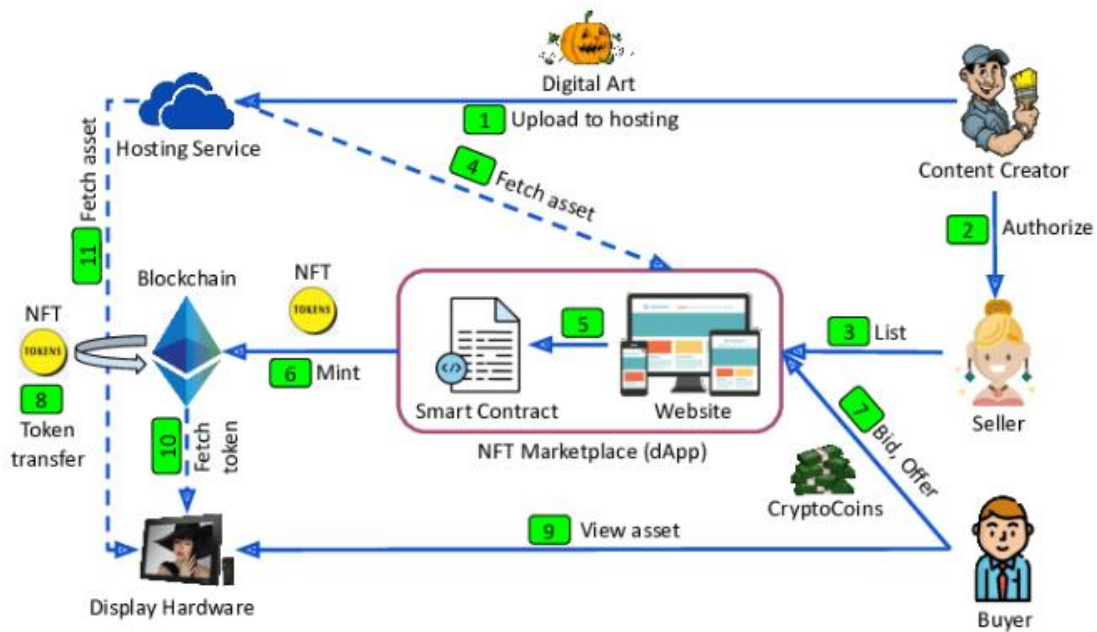 Digital Art
1 Upload to hosting
Hosting Service
Content Creator
4 Fetch asset
2 Authorize
11 Fetch asset
Blockchain
NFT
TOKENS
NFT
TOKENS
8
Token
transfer
6 Mint
5
Smart Contract
Website
NFT Marketplace (dApp)
3 List
Seller
7 Bid, Offer
CryptoCoins
10 Fetch
token
9 View asset
Display Hardware
Buyer